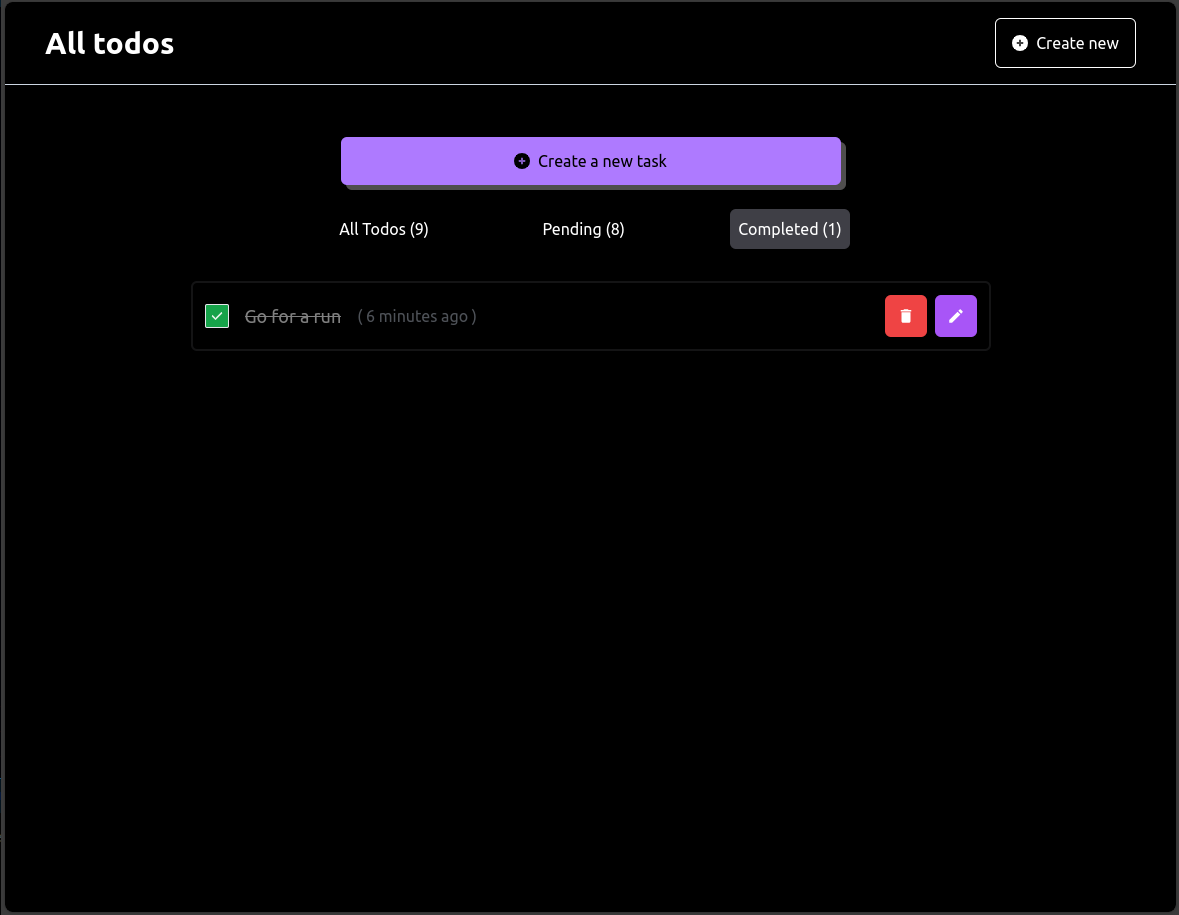 All todos
Create new
Create a new task
All Todos (9) Pending (8) Completed (1)
Go for a run ( 6 minutes ago )